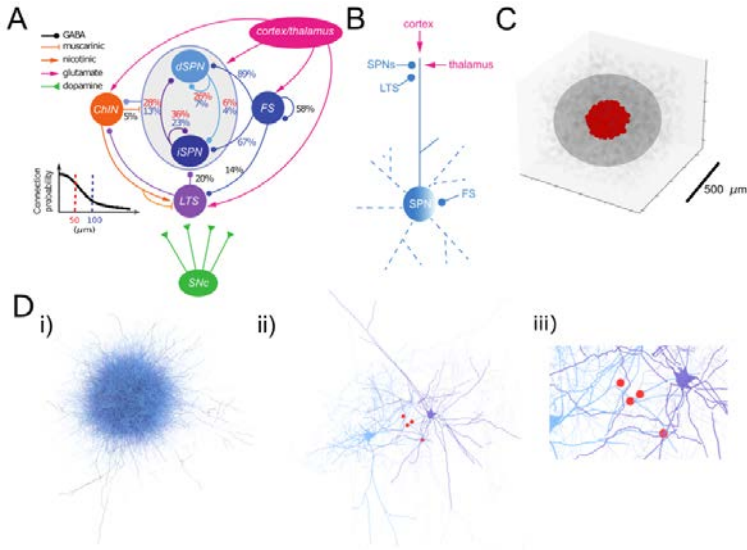 A
GABA
muscarinic
nicotinic
glutamate
dopamine
cortex/thalamus
dSPN
26%
7%
89%
ChIN
28%
13%
5%
6%
4%
FS
58%
36%
23%
iSPN
67%
20%
14%
LTS
Connection
probability
50 100
(μm)
SNc
B
cortex
SPNs
thalamus
LTS
SPN
FS
C
500 μm
D
i)
ii)
iii)